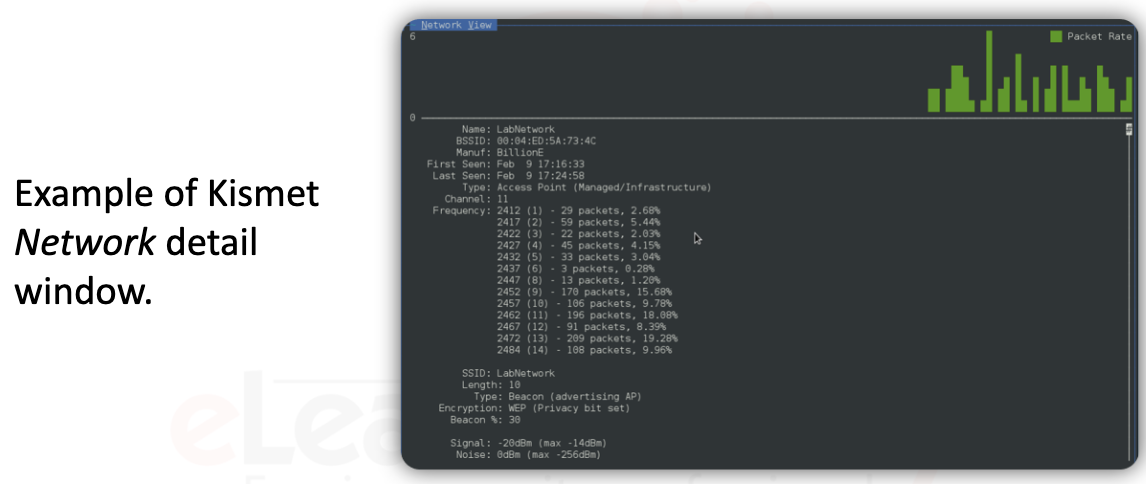 Example of Kismet
Network detail
window.
Network View
6
Packet Rate
0
Name: LabNetwork
BSSID: 00:04:ED:5A:73:4C
Manuf: BillionE
First Seen: Feb  9 17:16:33
Last Seen: Feb  9 17:24:58
Type: Access Point (Managed/Infrastructure)
Channel: 11
Frequency: 2412 (1) - 29 packets, 2.68%
2417 (2) - 59 packets, 5.44%
2422 (3) - 22 packets, 2.03%
2427 (4) - 45 packets, 4.15%
2432 (5) - 33 packets, 3.04%
2437 (6) - 3 packets, 0.28%
2447 (8) - 13 packets, 1.20%
2452 (9) - 170 packets, 15.68%
2457 (10) - 106 packets, 9.78%
2462 (11) - 196 packets, 18.08%
2467 (12) - 91 packets, 8.39%
2472 (13) - 209 packets, 19.28%
2484 (14) - 108 packets, 9.96%
SSID: LabNetwork
Length: 10
Type: Beacon (advertising AP)
Encryption: WEP (Privacy bit set)
Beacon %: 30
Signal: -20dBm (max -14dBm)
Noise: 0dBm (max -256dBm)
eLea